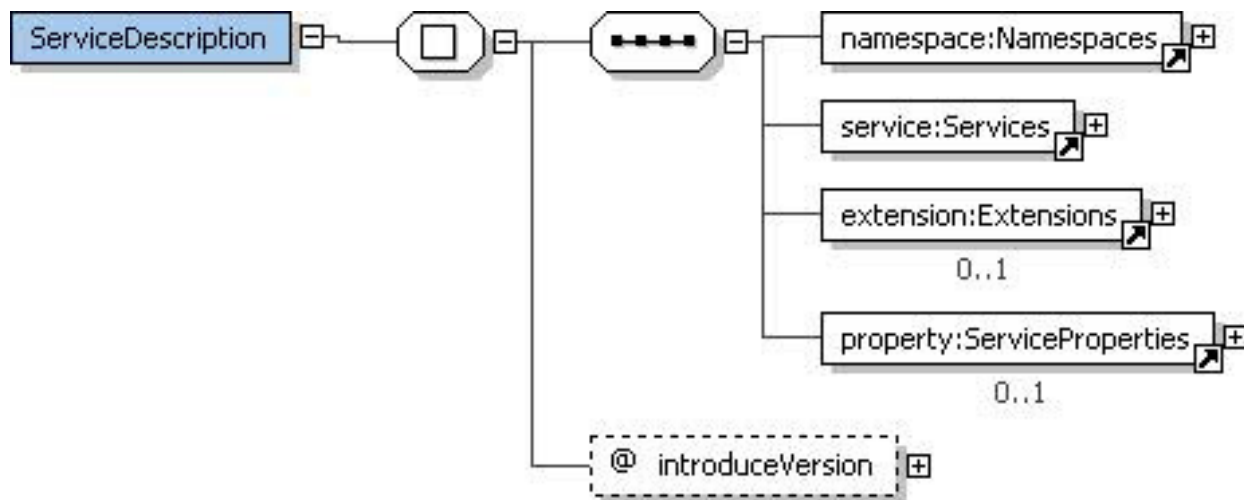 ServiceDescription
namespace:Namespaces
service:Services
extension:Extensions
0..1
property:ServiceProperties
0..1
@ introduceVersion